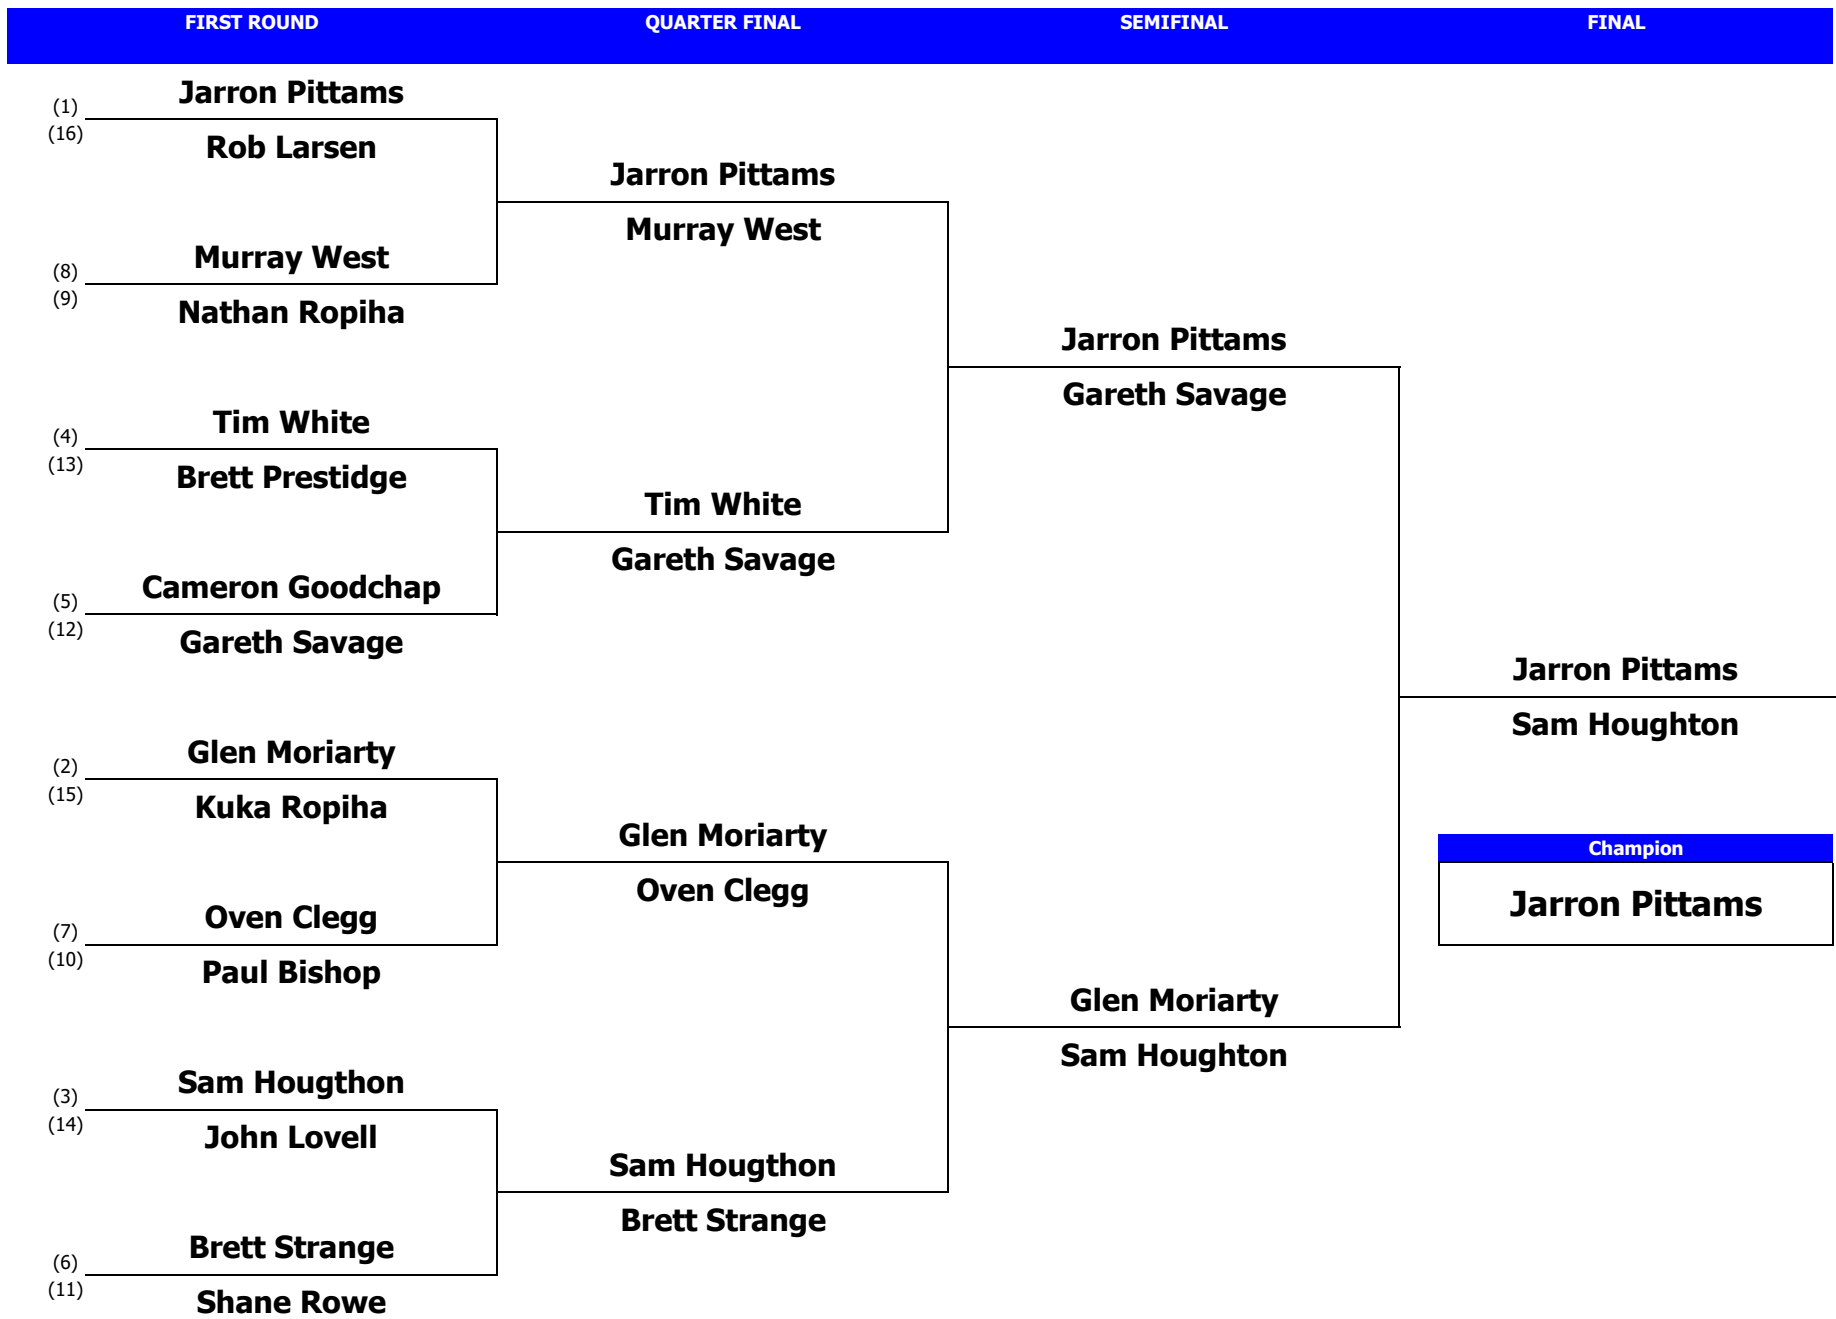 FIRST ROUND
QUARTER FINAL
SEMIFINAL
FINAL
(1)
Jarron Pittams
(16)
Rob Larsen
(8)
Murray West
(9)
Nathan Ropiha
(4)
Tim White
(13)
Brett Prestidge
(5)
Cameron Goodchap
(12)
Gareth Savage
(2)
Glen Moriarty
(15)
Kuka Ropiha
(7)
Oven Clegg
(10)
Paul Bishop
(3)
Sam Hougthon
(14)
John Lovell
(6)
Brett Strange
(11)
Shane Rowe
Jarron Pittams
Murray West
Tim White
Gareth Savage
Glen Moriarty
Oven Clegg
Sam Hougthon
Brett Strange
Jarron Pittams
Gareth Savage
Glen Moriarty
Sam Houghton
Jarron Pittams
Sam Houghton
Champion
Jarron Pittams